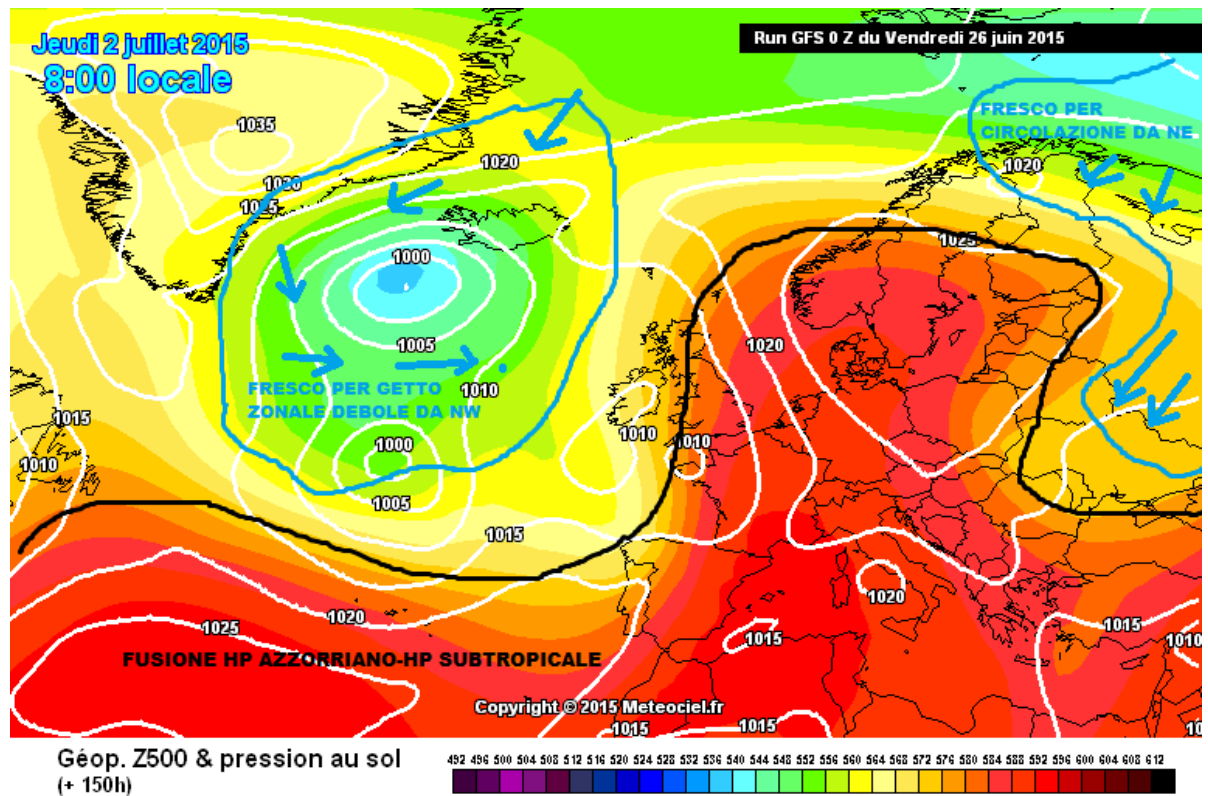 Jeudi 2 juillet 2015
8:00 locale
Run GFS 0 Z du Vendredi 26 juin 2015
FRESCO PER
CIRCOLAZIONE DA NE
1035
1020
1020
1030
1025
1025
1000
1005
1020
1010
FRESCO PER GETTO
ZONALE DEBOLE DA NW
1015
1010
1010
1010
1000
1005
1015
1020
1020
1025
1015
1015
1010
FUSIONE HP AZZORRIANO-HP SUBTROPICALE
Copyright © 2015 Meteociel.fr
1015
1015
10
Géop. Z500 & pression au sol
(+ 150h)
492 496 500 504 508 512 516 520 524 528 532 536 540 544 548 552 556 560 564 568 572 576 580 584 588 592 596 600 604 608 612